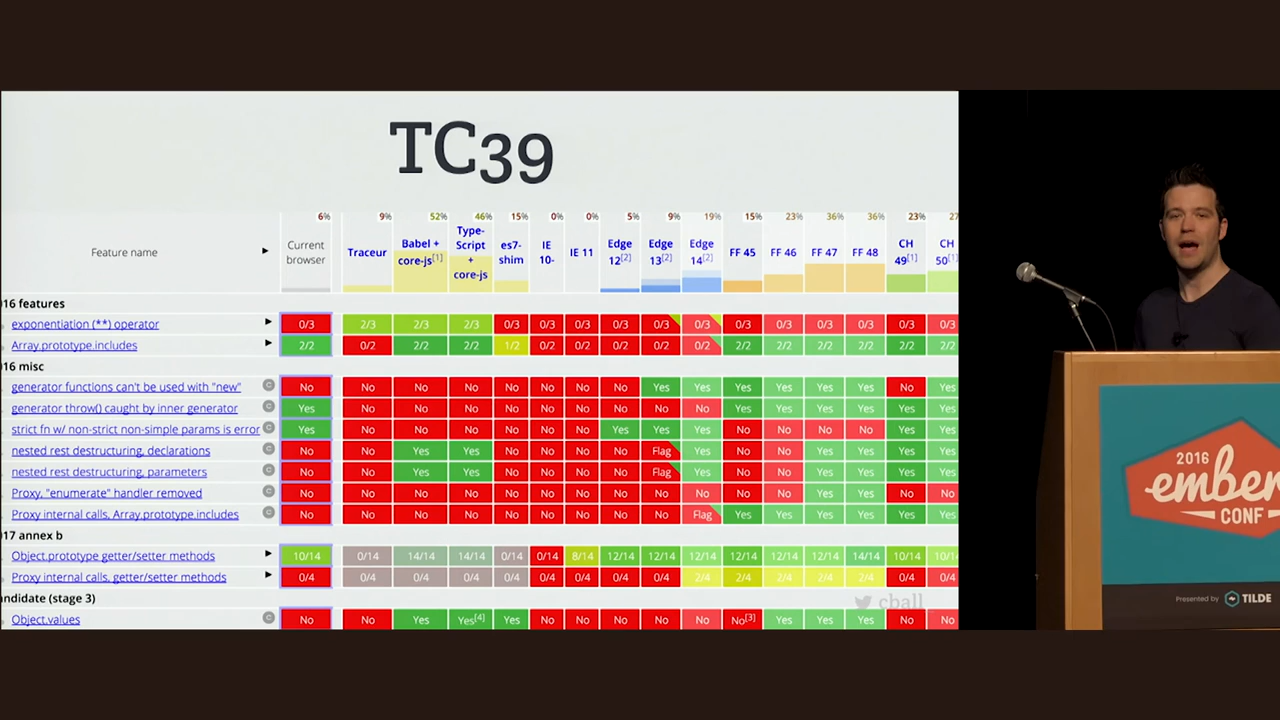 TC39
6% 9% 52% 46% 15% 0% 0% 5% 9% 19% 15% 23% 36% 36% 23% 27
Feature name ▶ Current browser Traceur Babel + core-js[1] Type-Script + core-js es7-shim IE 10- IE 11 Edge 12[2] Edge 13[2] Edge 14[2] FF 45 FF 46 FF 47 FF 48 CH 49[1] CH 50[1]
016 features
exponentiation (**) operator ▶ 0/3 2/3 2/3 2/3 0/3 0/3 0/3 0/3 0/3 0/3 0/3 0/3 0/3 0/3 0/3 0/3
Array.prototype.includes ▶ 2/2 0/2 2/2 2/2 1/2 0/2 0/2 0/2 0/2 0/2 2/2 2/2 2/2 2/2 2/2 2/2
016 misc
generator functions can't be used with "new" c No No No No No No No No Yes Yes Yes Yes Yes Yes No Yes
generator throw() caught by inner generator c Yes No No No No No No No No No Yes Yes Yes Yes Yes Yes
strict fn w/ non-strict non-simple params is error c Yes No No No No No No Yes Yes Yes No No No No Yes Yes
nested rest destructuring, declarations c No No Yes Yes No No No No Flag Yes No No Yes Yes Yes Yes
nested rest destructuring, parameters c No No Yes Yes No No No No Flag Yes No No Yes Yes Yes Yes
Proxy, "enumerate" handler removed c No No No No No No No No No No No No Yes Yes No No
Proxy internal calls, Array.prototype.includes c No No No No No No No No No Flag Yes Yes Yes Yes Yes Yes
017 annex b
Object.prototype getter/setter methods ▶ 10/14 0/14 14/14 14/14 0/14 0/14 8/14 12/14 12/14 12/14 12/14 12/14 12/14 14/14 10/14 10/14
Proxy internal calls, getter/setter methods ▶ 0/4 0/4 0/4 0/4 0/4 0/4 0/4 0/4 0/4 2/4 2/4 2/4 2/4 2/4 0/4 0/4
andidate (stage 3)
Object.values c No No Yes Yes[4] Yes No No No No No No[3] Yes Yes Yes No No
cball_
2016
ember
CONF
Presented by TILDE